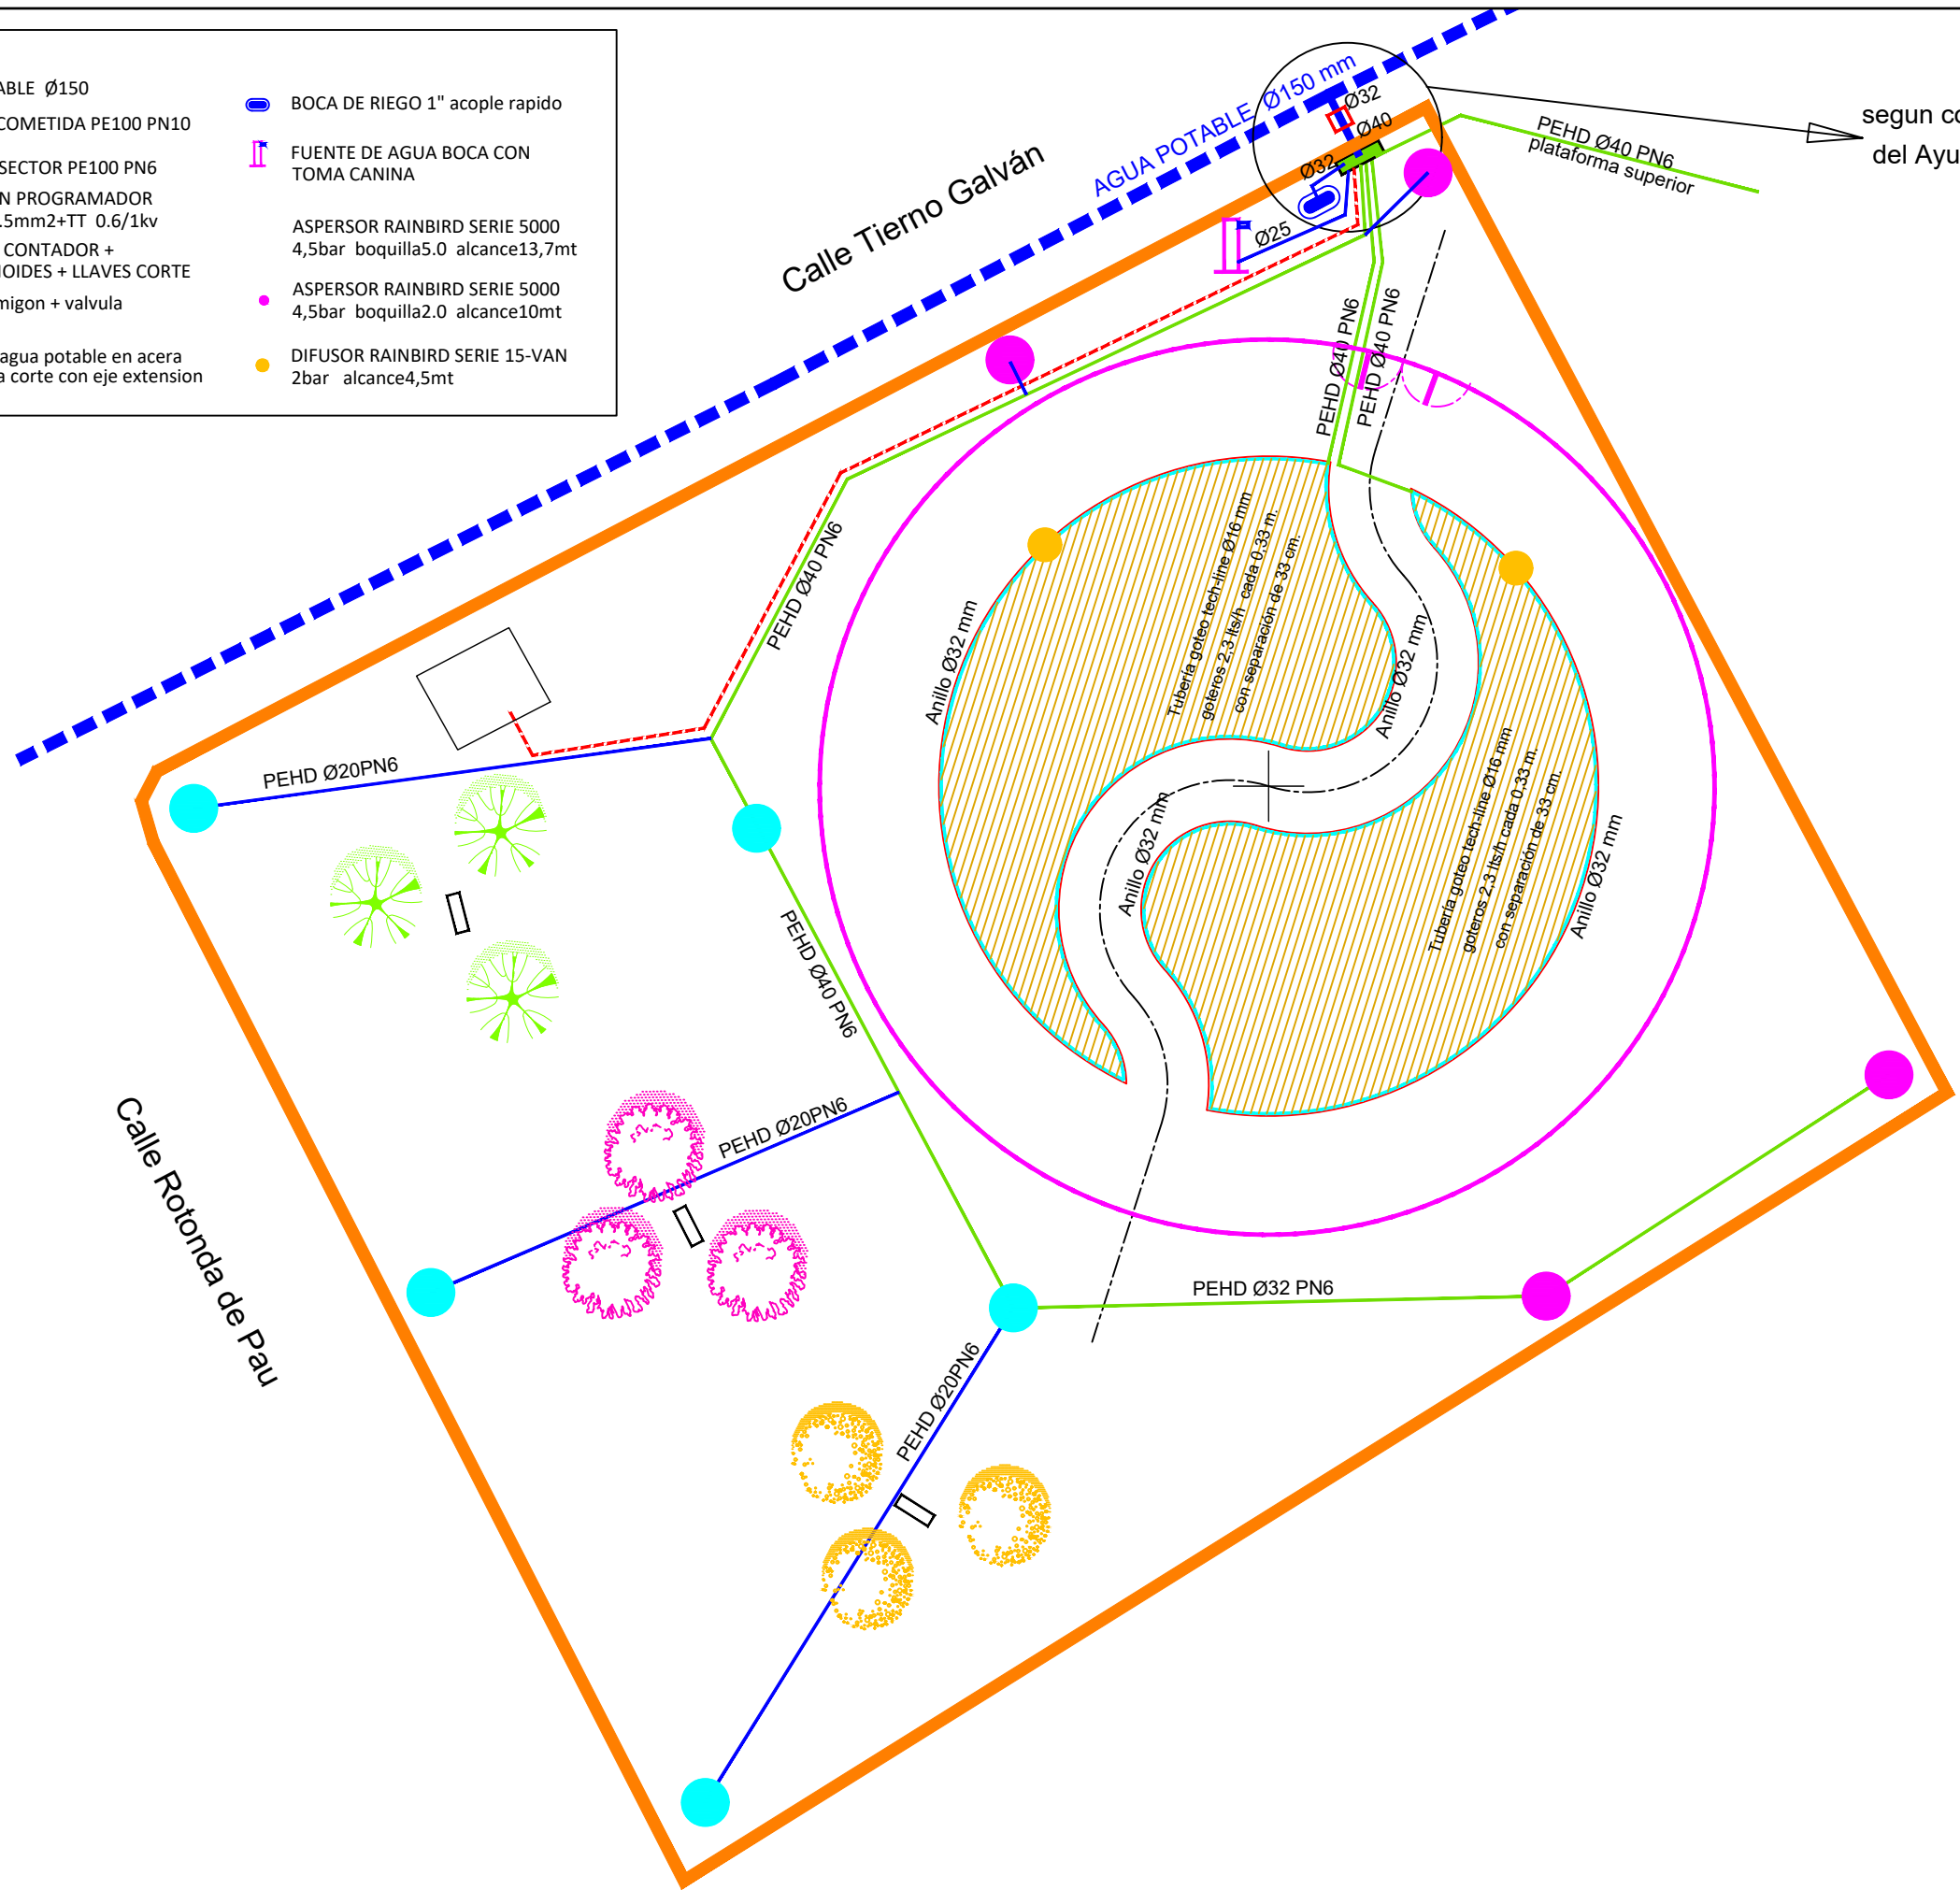 ABLE Ø150
COMETIDA PE100 PN10
SECTOR PE100 PN6
N PROGRAMADOR
.5mm2+TT 0.6/1kv
CONTADOR +
IOIDES + LLAVES CORTE
migon + valvula
agua potable en acera
a corte con eje extension
BOCA DE RIEGO 1" acople rapido
FUENTE DE AGUA BOCA CON
TOMA CANINA
ASPERSOR RAINBIRD SERIE 5000
4,5bar boquilla5.0 alcance13,7mt
ASPERSOR RAINBIRD SERIE 5000
4,5bar boquilla2.0 alcance10mt
DIFUSOR RAINBIRD SERIE 15-VAN
2bar alcance4,5mt
AGUA POTABLE Ø150 mm
Calle Tierno Galván
Ø32
Ø40
Ø32
Ø25
PEHD Ø40 PN6
plataforma superior
segun co
del Ayu
PEHD Ø40 PN6
PEHD Ø40 PN6
PEHD Ø40 PN6
Tubería goteo tech-line Ø16 mm
goteros 2,3 lts/h cada 0,33 m.
con separación de 33 cm.
Anillo Ø32 mm
Anillo Ø32 mm
PEHD Ø20PN6
Anillo Ø32 mm
Tubería goteo tech-line Ø16 mm
goteros 2,3 lts/h cada 0,33 m.
con separación de 33 cm.
Anillo Ø32 mm
PEHD Ø40 PN6
PEHD Ø20PN6
Calle Rotonda de Pau
PEHD Ø32 PN6
PEHD Ø20PN6